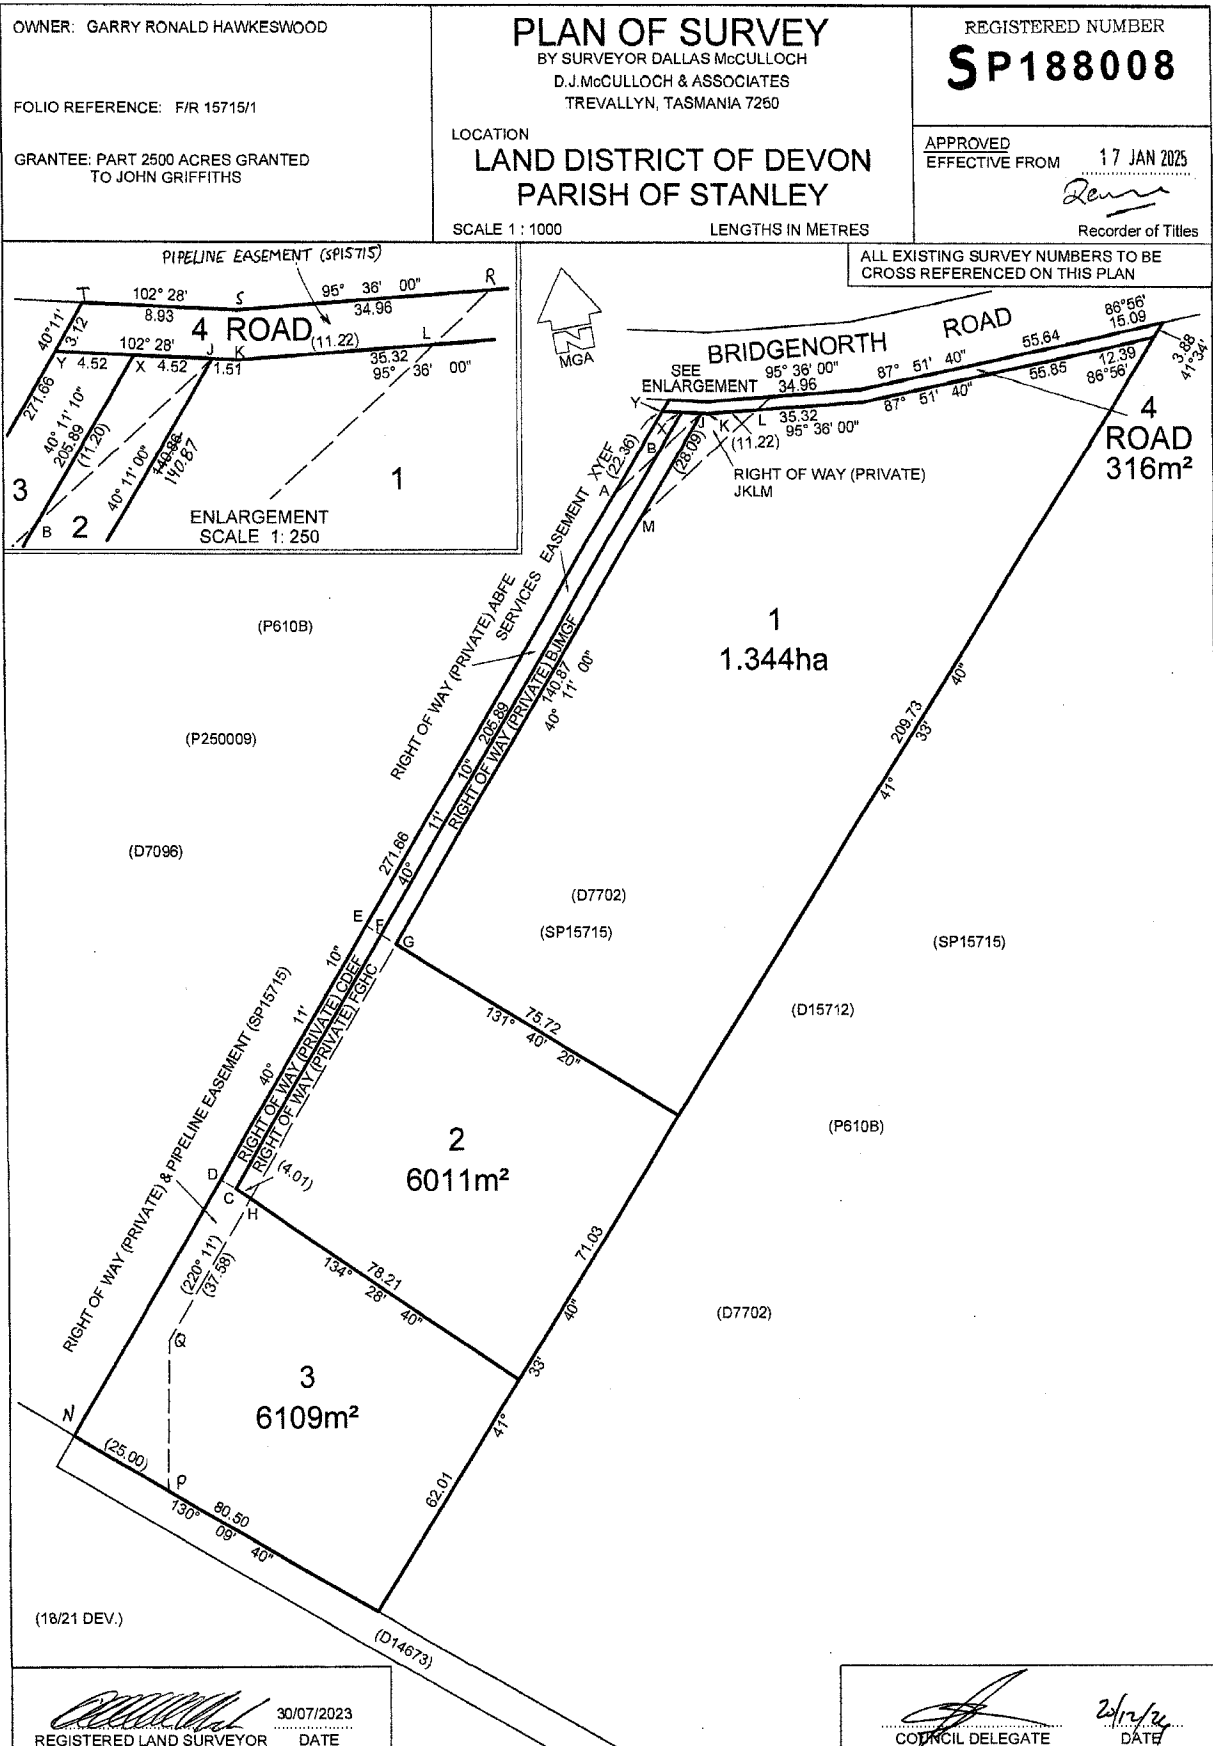 OWNER: GARRY RONALD HAWKESWOOD
FOLIO REFERENCE: F/R 15715/1
GRANTEE: PART 2500 ACRES GRANTED
TO JOHN GRIFFITHS
PLAN OF SURVEY
BY SURVEYOR DALLAS McCULLOCH
D.J.McCULLOCH & ASSOCIATES
TREVALLYN, TASMANIA 7250
LOCATION
LAND DISTRICT OF DEVON
PARISH OF STANLEY
SCALE 1 : 1000 LENGTHS IN METRES
REGISTERED NUMBER
SP188008
APPROVED
EFFECTIVE FROM 17 JAN 2025
Recorder of Titles
ALL EXISTING SURVEY NUMBERS TO BE
CROSS REFERENCED ON THIS PLAN
PIPELINE EASEMENT (SP15715)
T 102° 28' S 95° 36' 00" R
8.93 34.96
40°11' 3.12
4 ROAD (11.22)
102° 28' J K L
Y 4.52 X 4.52 1.51 35.32
95° 36' 00"
271.66
40° 11' 10"
205.89
(11.20)
40° 11' 00"
140.86
140.87
3
B 2
1
ENLARGEMENT
SCALE 1: 250
MGA
BRIDGENORTH ROAD
SEE
ENLARGEMENT
95° 36' 00"
34.96
87° 51' 40"
55.64
86°56'
15.09
3.88
41°34'
12.39
86°56'
55.85
87° 51' 40"
35.32
95° 36' 00"
Y
X
B
J K L
(11.22)
(28.09)
(22.36)
A
M
4
ROAD
316m²
RIGHT OF WAY (PRIVATE)
JKLM
SERVICES EASEMENT XYEF
RIGHT OF WAY (PRIVATE) ABFE
RIGHT OF WAY (PRIVATE) BJMGF
140.87
40° 11' 00"
205.89
271.66
40° 11' 10"
1
1.344ha
209.73
41° 33' 40"
(P610B)
(P250009)
(D7096)
(D7702)
(SP15715)
(SP15715)
(D15712)
(P610B)
(D7702)
E F
G
75.72
131° 40' 20"
RIGHT OF WAY (PRIVATE) CDEF
RIGHT OF WAY (PRIVATE) FGHC
40° 11' 10"
RIGHT OF WAY (PRIVATE) & PIPELINE EASEMENT (SP15715)
2
6011m²
D
C
H
(4.01)
78.21
134° 28' 40"
71.03
41° 33' 40"
(220° 11')
(37.58)
Q
3
6109m²
N
(25.00)
P
80.50
130° 09' 40"
62.01
(18/21 DEV.)
(D14673)
30/07/2023
REGISTERED LAND SURVEYOR DATE
COUNCIL DELEGATE DATE